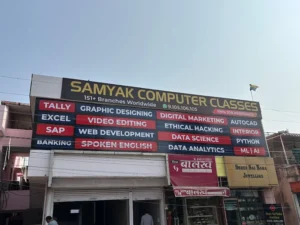 SAMYAK COMPUTER CLASSES
151+ Branches Worldwide
TALLY GRAPHIC DESIGNING DIGITAL MARKETING AUTOCAD
EXCEL VIDEO EDITING ETHICAL HACKING INTERIOR
SAP WEB DEVELOPMENT DATA SCIENCE PYTHON
BANKING SPOKEN ENGLISH DATA ANALYTICS ML | AI
JEWELLERS